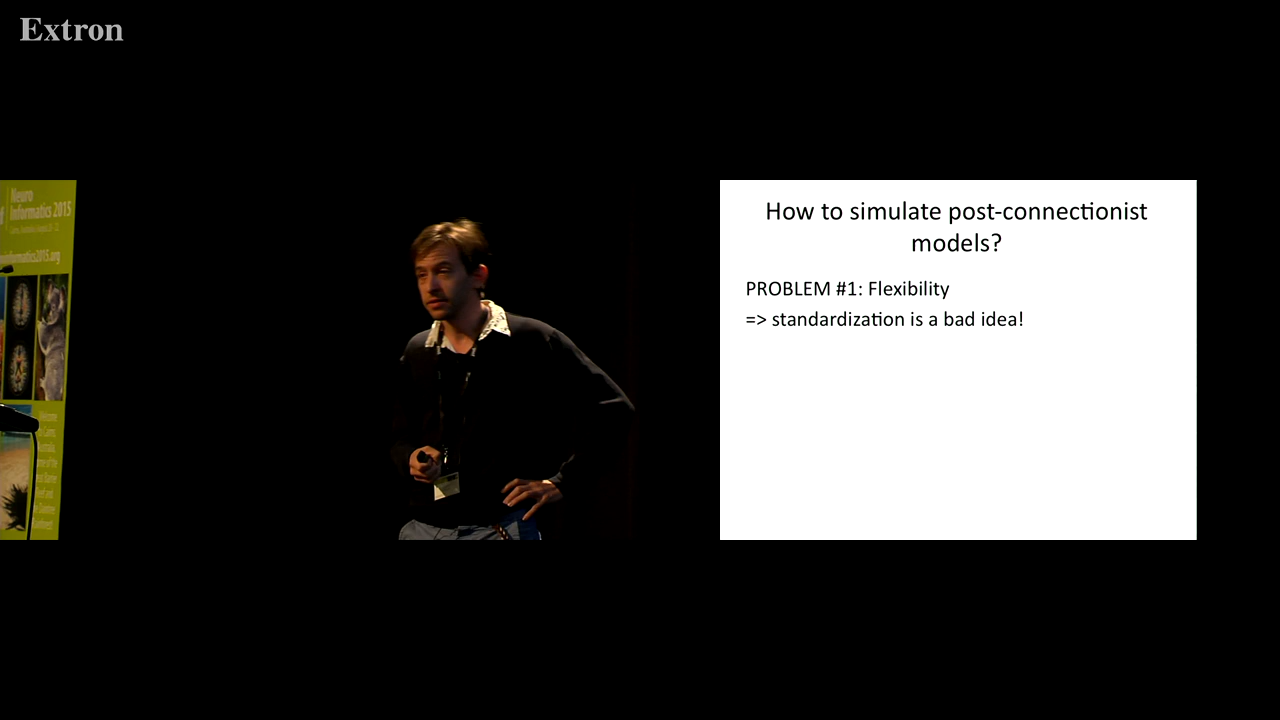 Extron
Neuro
Informatics 2015
How to simulate post-connectionist
models?
PROBLEM #1: Flexibility
=> standardization is a bad idea!